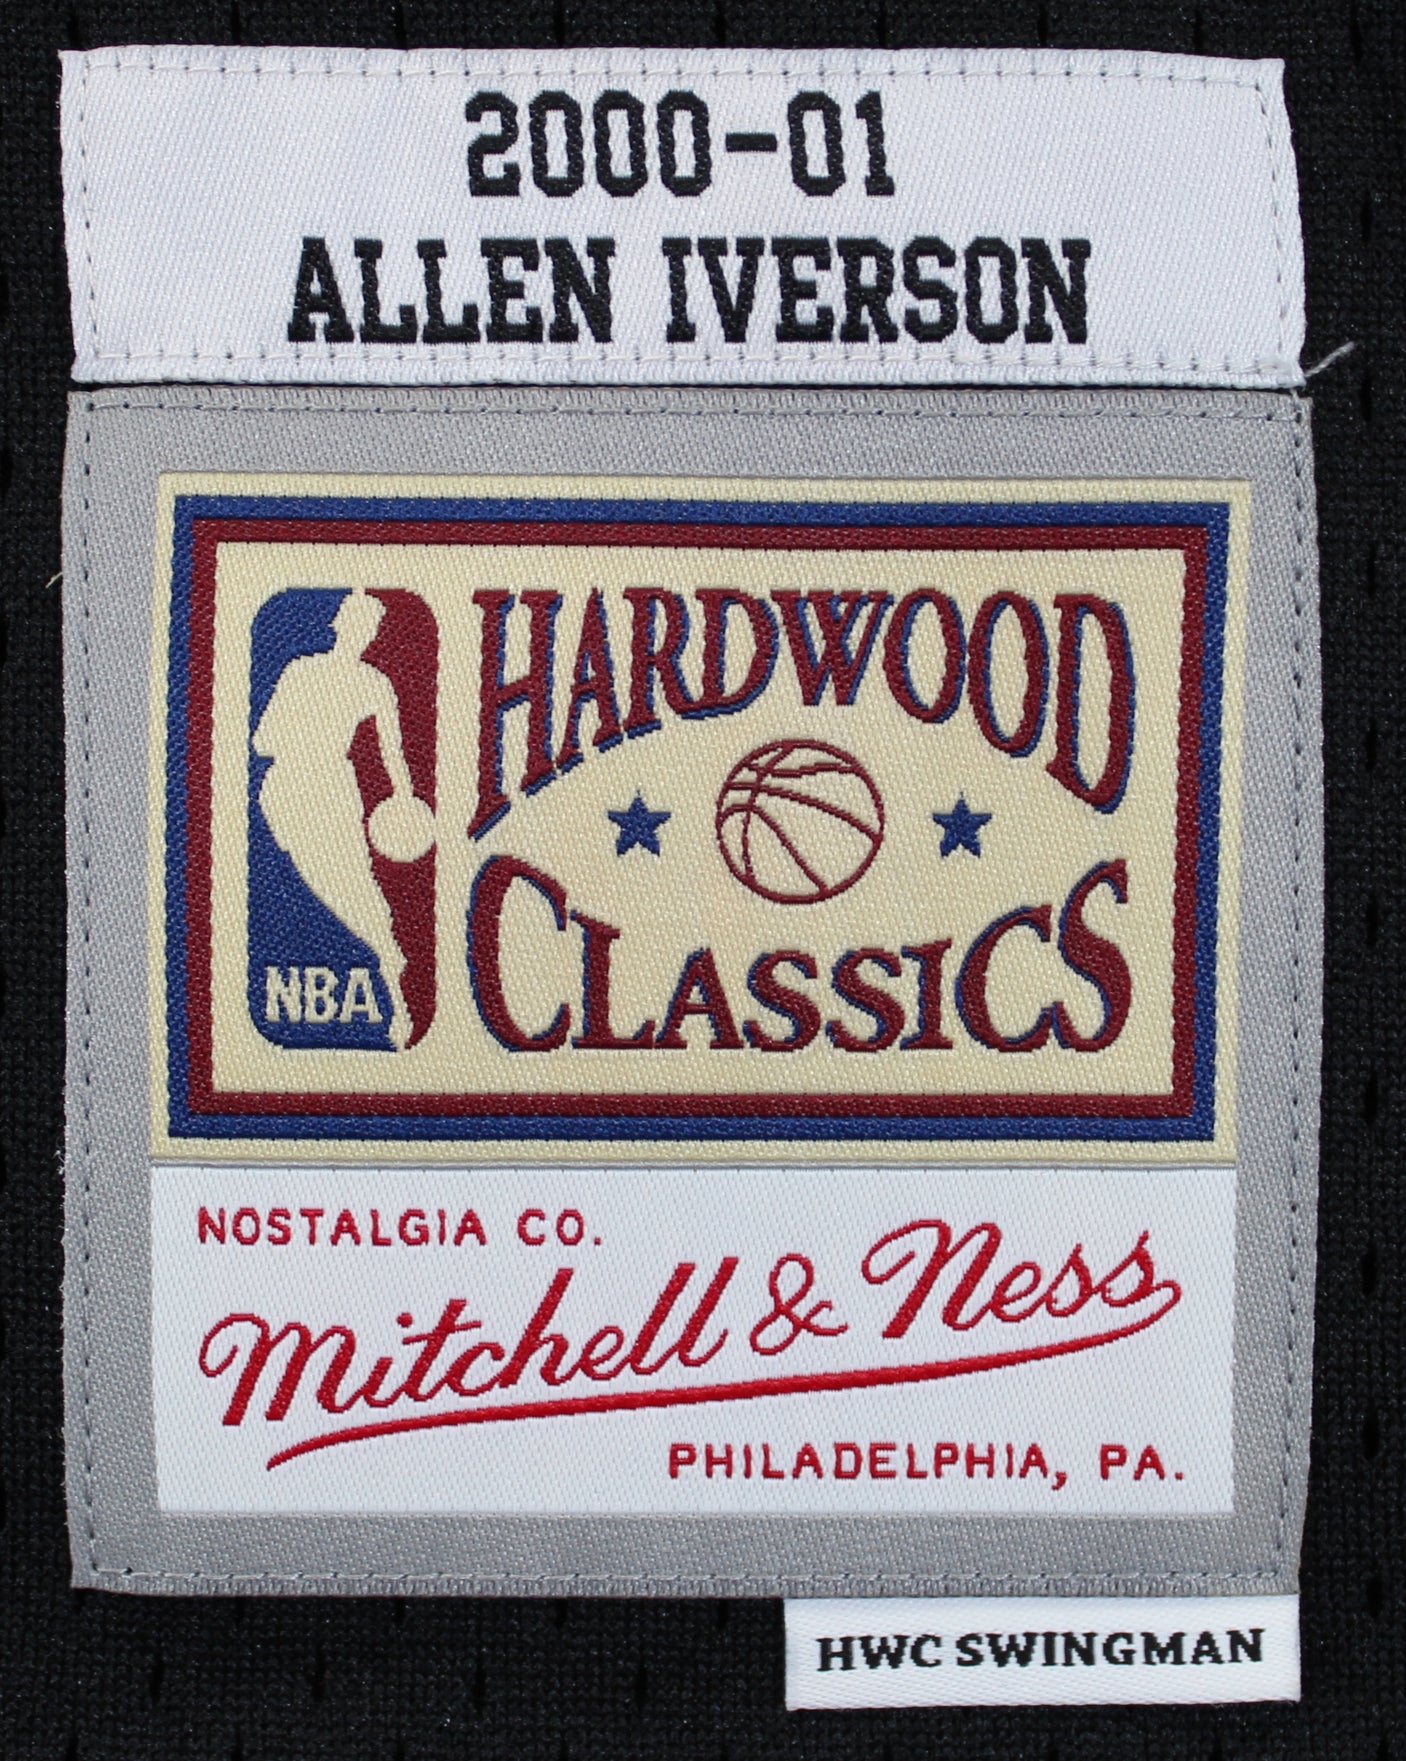 2000-01
ALLEN IVERSON
HARDWOOD
CLASSICS
NBA
NOSTALGIA CO.
Mitchell & Ness
PHILADELPHIA, PA.
HWC SWINGMAN